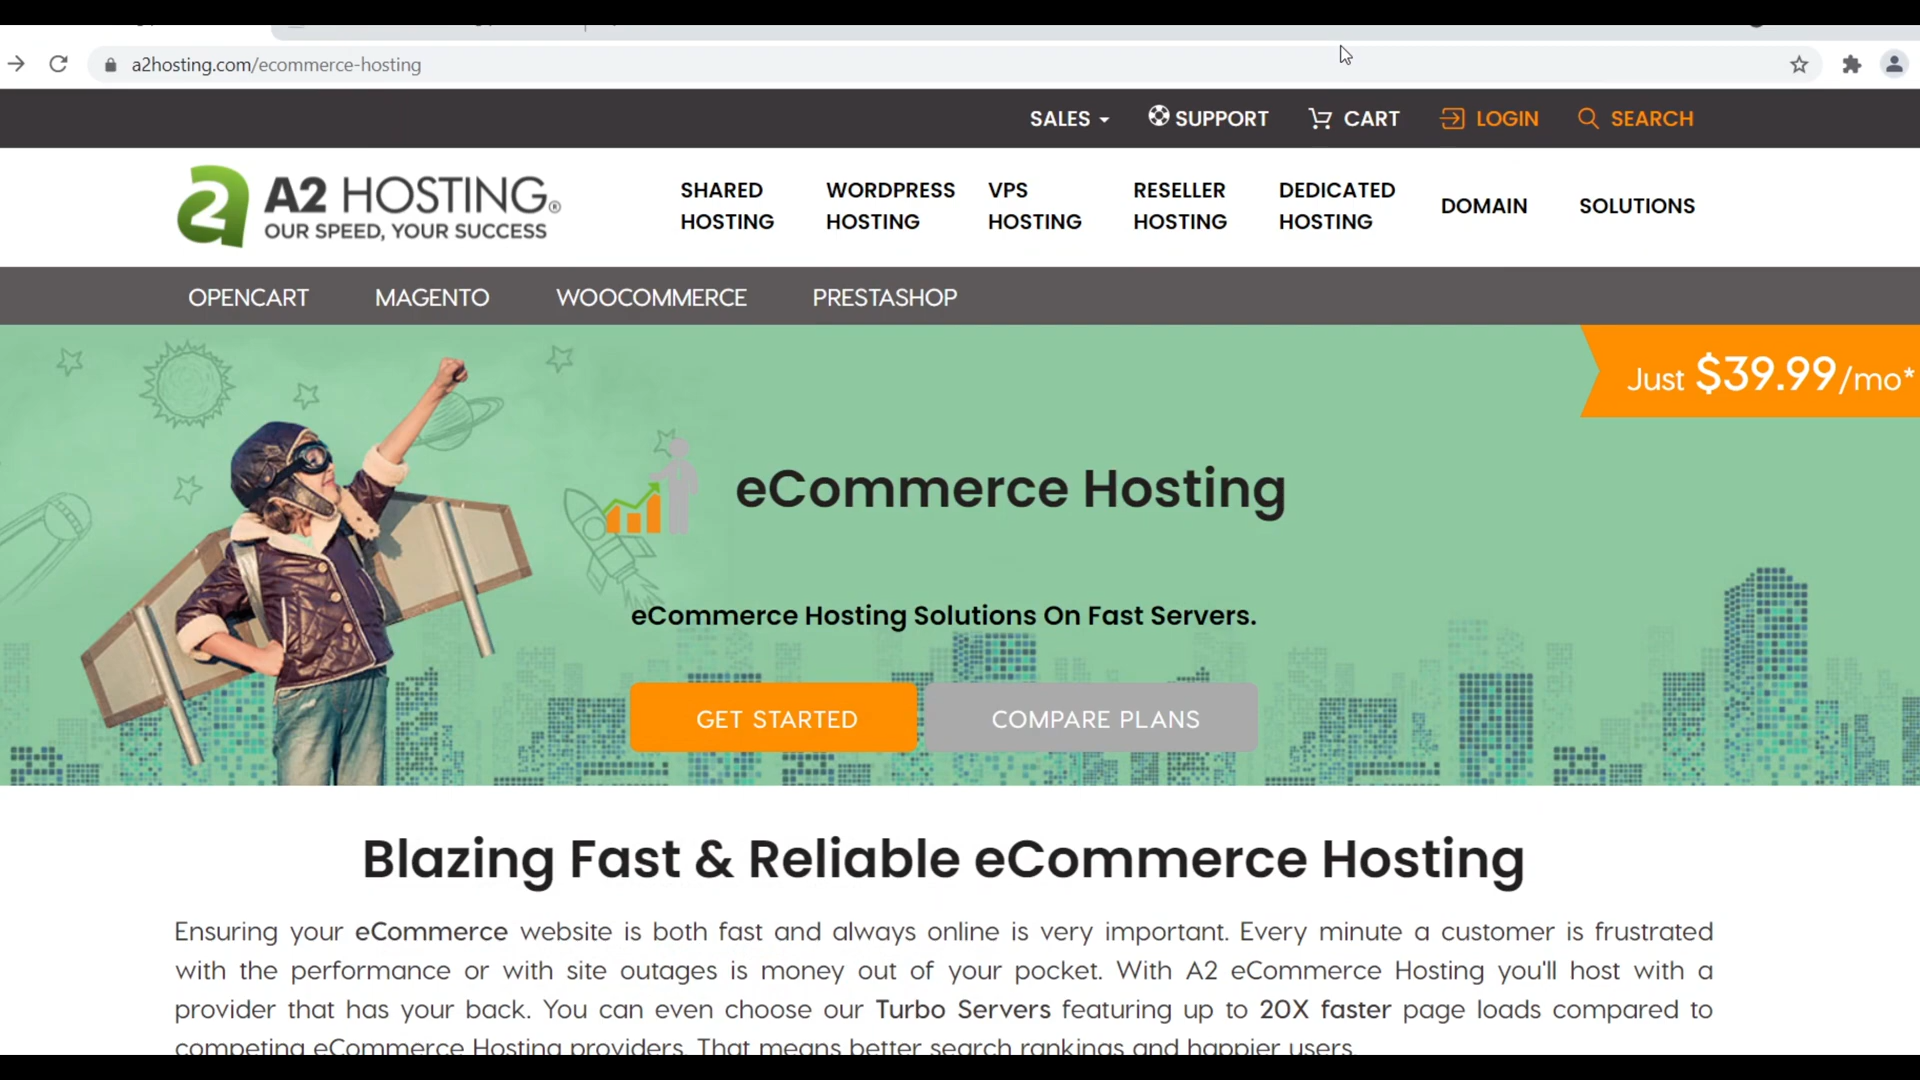 a2hosting.com/ecommerce-hosting
SALES SUPPORT CART LOGIN SEARCH
A2 HOSTING®
OUR SPEED, YOUR SUCCESS
SHARED HOSTING
WORDPRESS HOSTING
VPS HOSTING
RESELLER HOSTING
DEDICATED HOSTING
DOMAIN
SOLUTIONS
OPENCART MAGENTO WOOCOMMERCE PRESTASHOP
Just $39.99/mo*
eCommerce Hosting
eCommerce Hosting Solutions On Fast Servers.
GET STARTED COMPARE PLANS
Blazing Fast & Reliable eCommerce Hosting
Ensuring your eCommerce website is both fast and always online is very important. Every minute a customer is frustrated
with the performance or with site outages is money out of your pocket. With A2 eCommerce Hosting you'll host with a
provider that has your back. You can even choose our Turbo Servers featuring up to 20X faster page loads compared to
competing eCommerce Hosting providers. That means better search rankings and happier users.